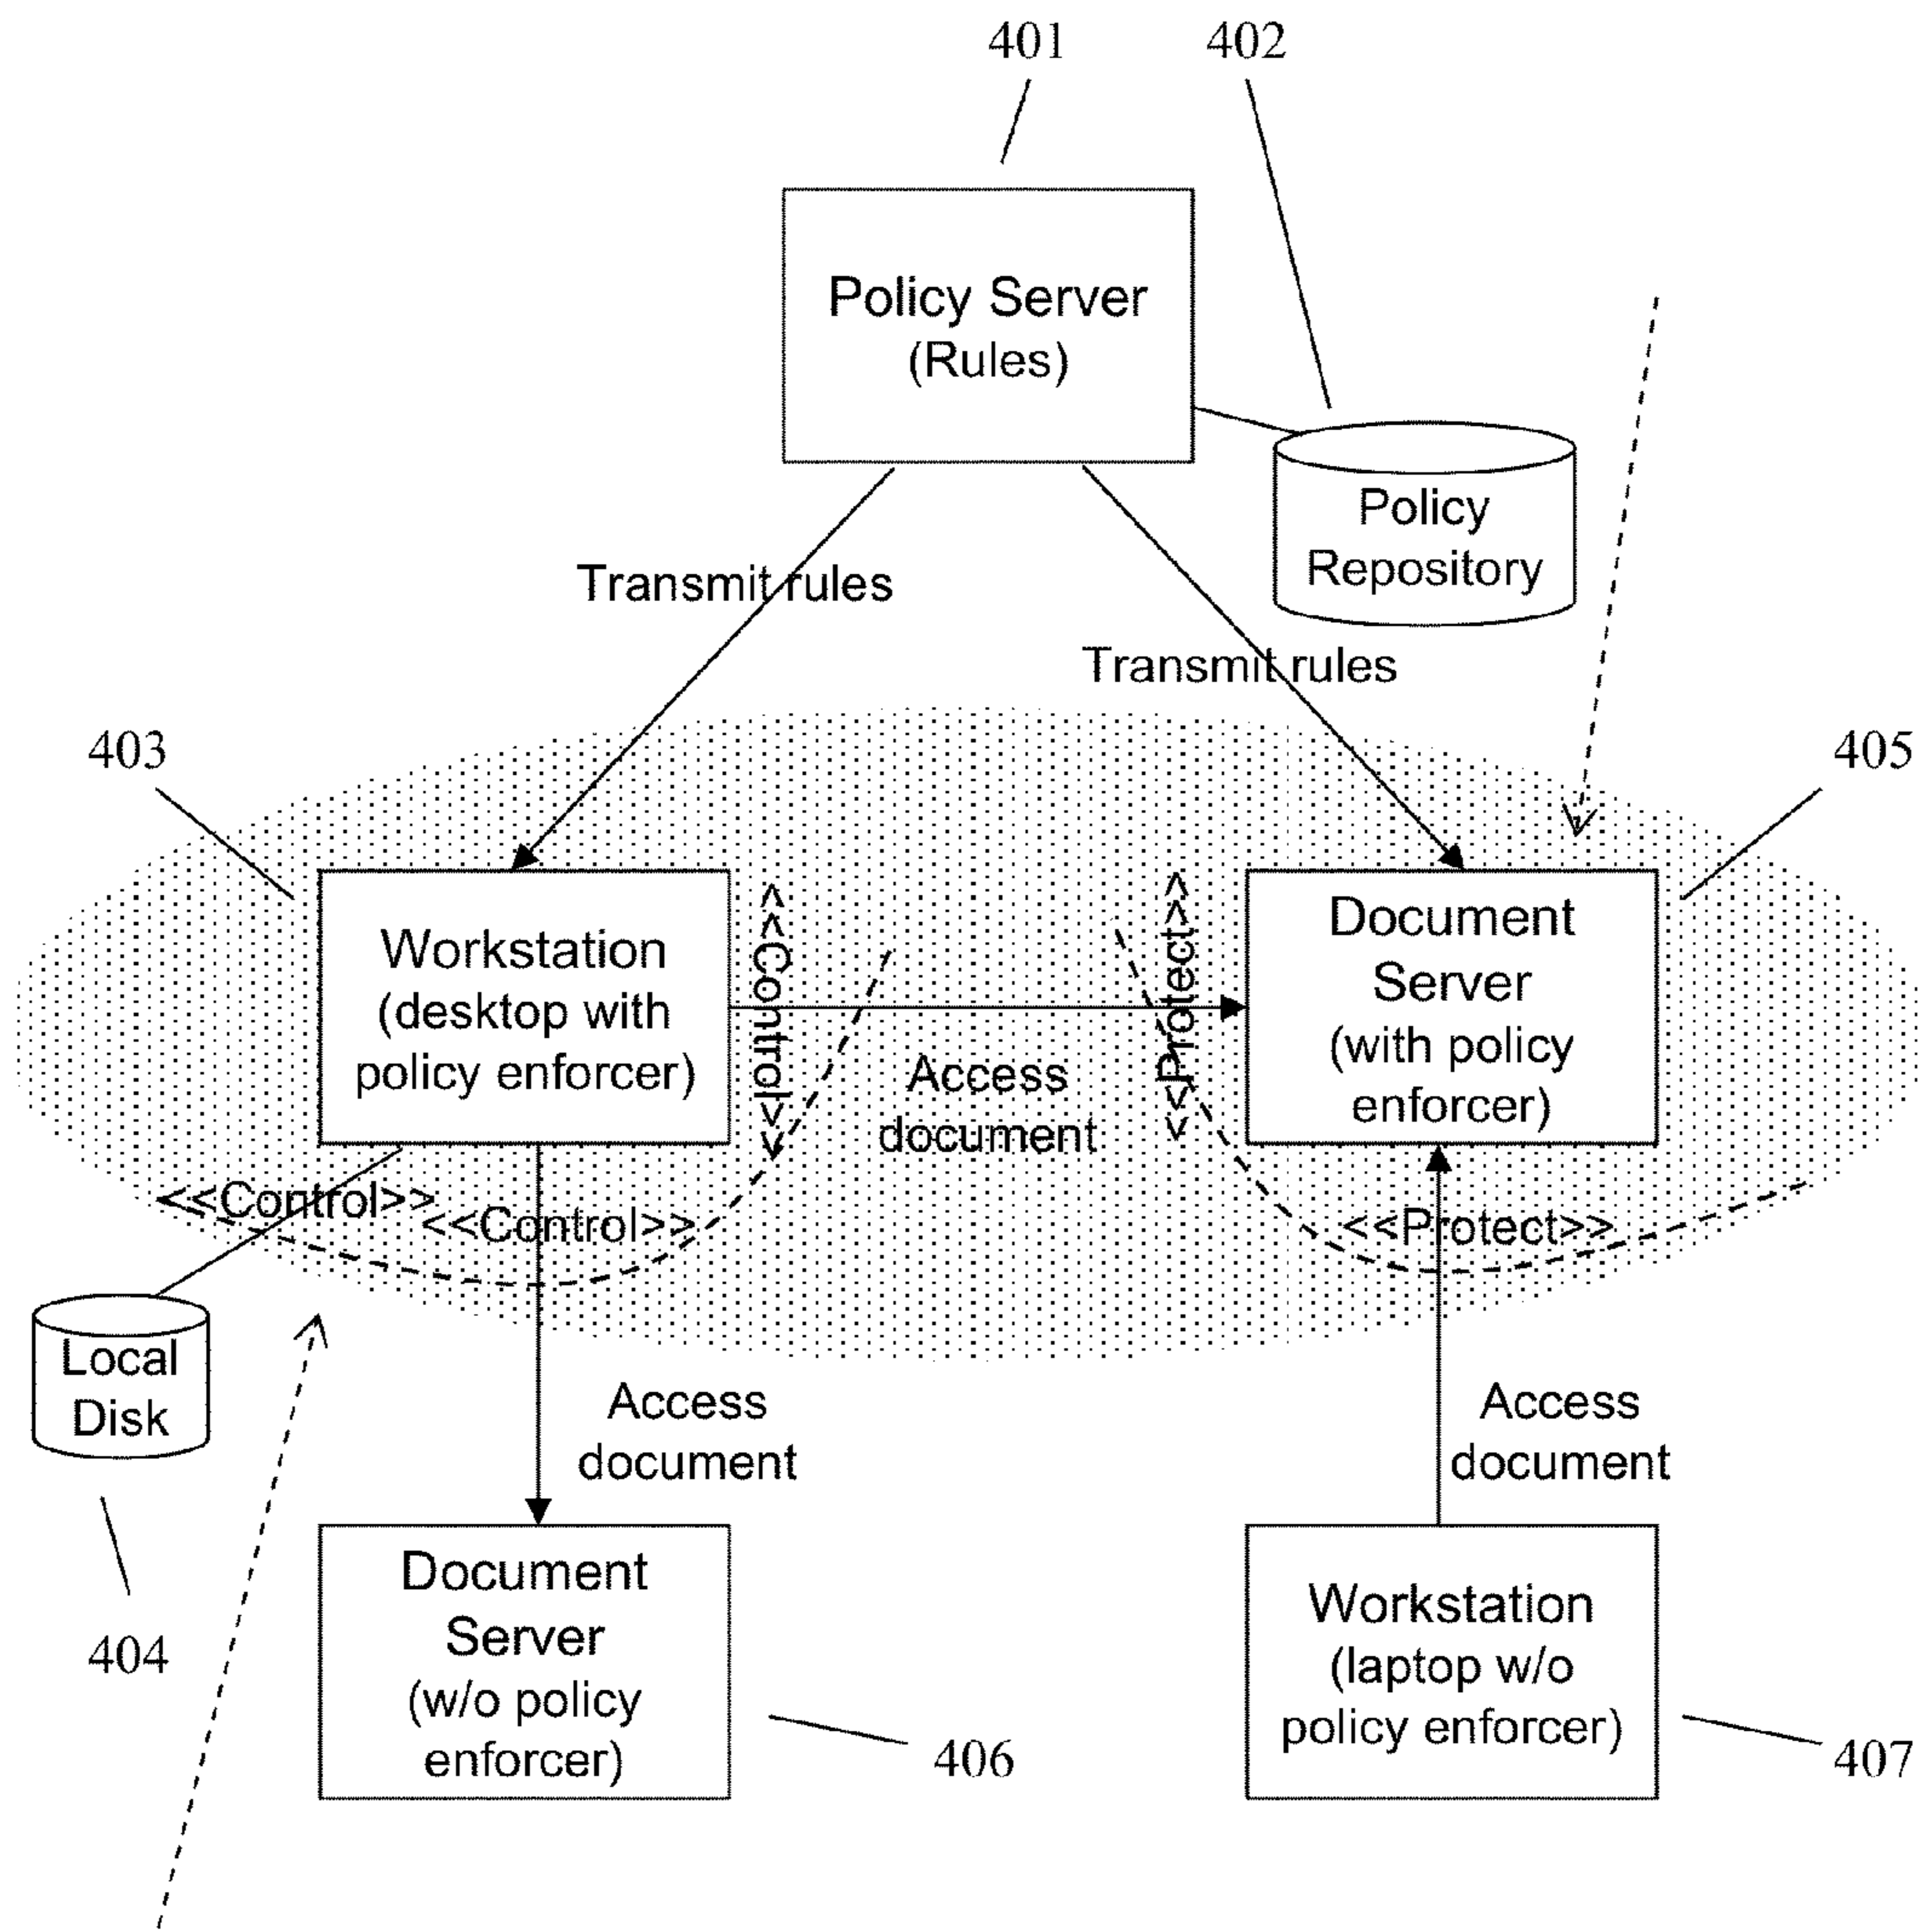 401
402
Policy Server
(Rules)
Policy
Repository
Transmit rules
Transmit rules
403
405
Workstation
(desktop with
policy enforcer)
<<Control>>
<<Protect>>
Document
Server
(with policy
enforcer)
Access
document
<<Control>>
<<Control>>
<<Protect>>
Local
Disk
Access
document
Access
document
404
Document
Server
(w/o policy
enforcer)
406
Workstation
(laptop w/o
policy enforcer)
407